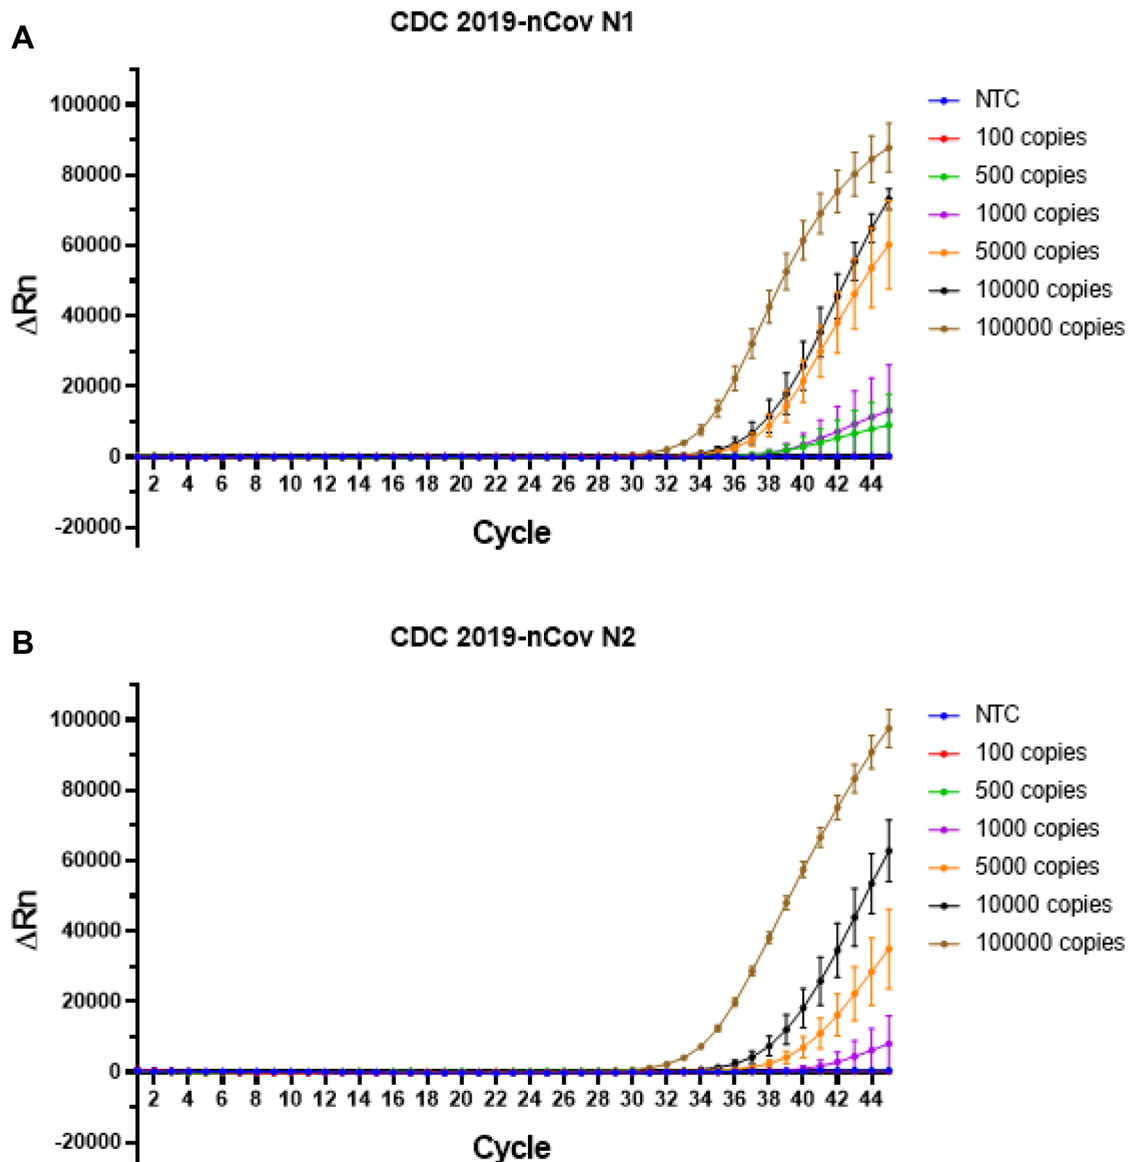 A
CDC 2019-nCov N1
100000
80000
60000
40000
20000
0
-20000
ΔRn
2 4 6 8 10 12 14 16 18 20 22 24 26 28 30 32 34 36 38 40 42 44
Cycle
NTC
100 copies
500 copies
1000 copies
5000 copies
10000 copies
100000 copies
B
CDC 2019-nCov N2
100000
80000
60000
40000
20000
0
-20000
ΔRn
2 4 6 8 10 12 14 16 18 20 22 24 26 28 30 32 34 36 38 40 42 44
Cycle
NTC
100 copies
500 copies
1000 copies
5000 copies
10000 copies
100000 copies